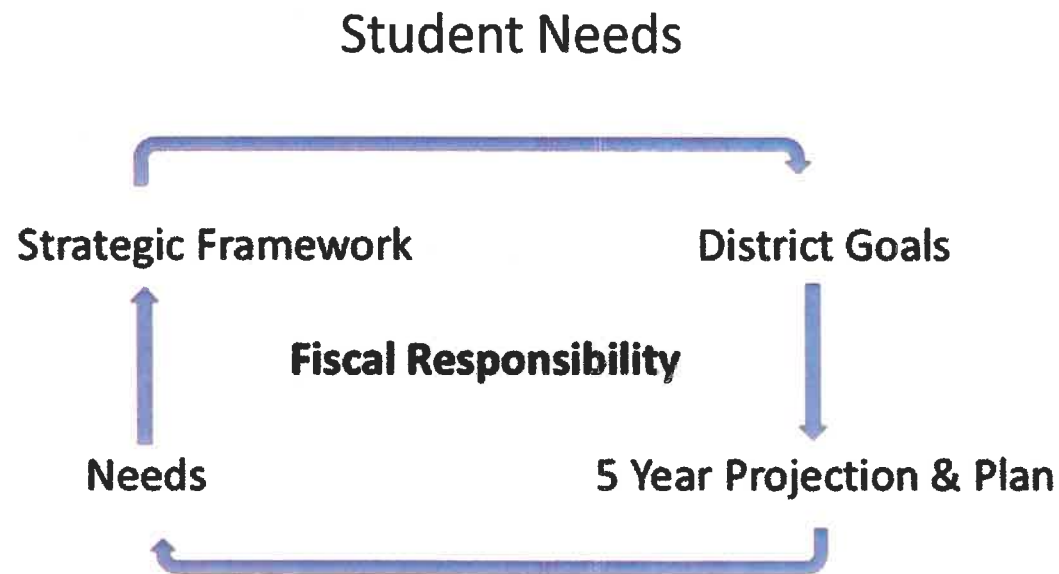 Student Needs
Strategic Framework
District Goals
Fiscal Responsibility
Needs
5 Year Projection & Plan